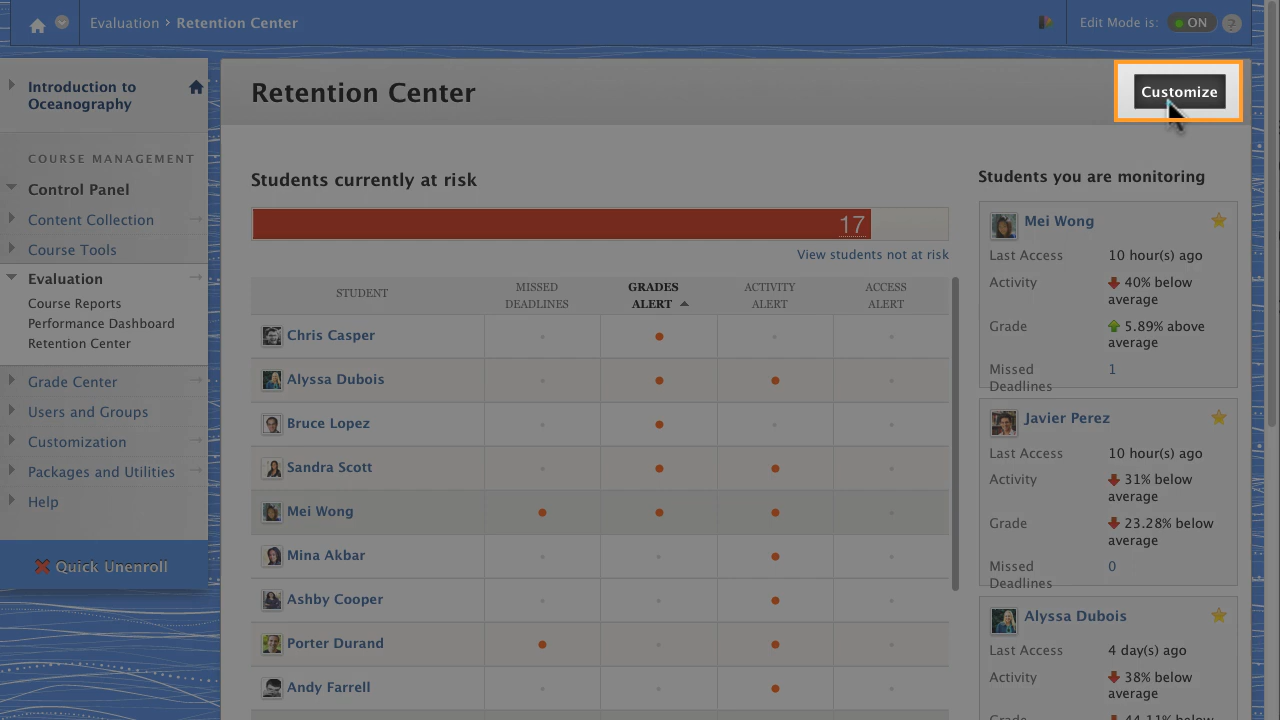 Evaluation > Retention Center
Edit Mode is: ON ?
Introduction to
Oceanography
COURSE MANAGEMENT
Control Panel
Content Collection
Course Tools
Evaluation
Course Reports
Performance Dashboard
Retention Center
Grade Center
Users and Groups
Customization
Packages and Utilities
Help
Quick Unenroll
Retention Center
Customize
Students currently at risk
17
View students not at risk
STUDENT
MISSED
DEADLINES
GRADES
ALERT
ACTIVITY
ALERT
ACCESS
ALERT
Chris Casper
Alyssa Dubois
Bruce Lopez
Sandra Scott
Mei Wong
Mina Akbar
Ashby Cooper
Porter Durand
Andy Farrell
Students you are monitoring
Mei Wong
Last Access 10 hour(s) ago
Activity 40% below
average
Grade 5.89% above
average
Missed 1
Deadlines
Javier Perez
Last Access 10 hour(s) ago
Activity 31% below
average
Grade 23.28% below
average
Missed 0
Deadlines
Alyssa Dubois
Last Access 4 day(s) ago
Activity 38% below
average
Grade 44.11% below